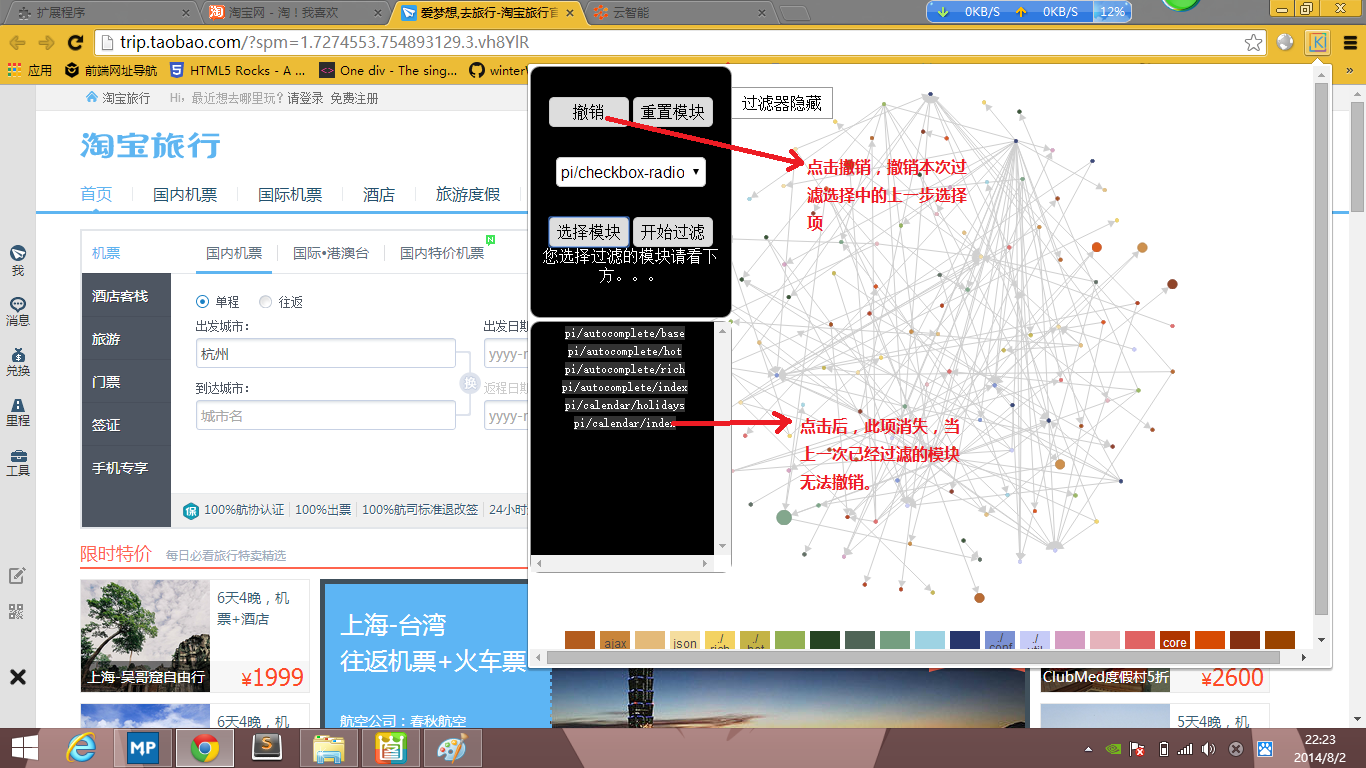 扩展程序
淘宝网 - 淘！我喜欢
爱梦想,去旅行-淘宝旅行官
云智能
0KB/S
0KB/S
12%
trip.taobao.com/?spm=1.7274553.754893129.3.vh8YlR
应用
前端网址导航
HTML5 Rocks - A ...
One div - The sing...
winter
»
淘宝旅行
Hi，最近想去哪里玩？请登录 免费注册
淘宝旅行
首页
国内机票
国际机票
酒店
旅游度假
机票
国内机票
国际•港澳台
国内特价机票
N
酒店客栈
旅游
门票
签证
手机专享
我
消息
兑换
里程
工具
单程
往返
出发城市：
出发日期
杭州
yyyy-m
换
到达城市：
返程日期
城市名
yyyy-m
保
100%航协认证
100%出票
100%航司标准退改签
24小时
限时特价
每日必看旅行特卖精选
6天4晚，机
票+酒店
上海-吴哥窟自由行
¥1999
6天4晚，机
上海-台湾
往返机票+火车票
航空公司：春秋航空
ClubMed度假村5折
¥2600
5天4晚，机
撤销
重置模块
过滤器隐藏
pi/checkbox-radio
选择模块
开始过滤
您选择过滤的模块请看下
方。。。
pi/autocomplete/base
pi/autocomplete/hot
pi/autocomplete/rich
pi/autocomplete/index
pi/calendar/holidays
pi/calendar/index
点击撤销，撤销本次过
滤选择中的上一步选择
项
点击后，此项消失，当
上一次已经过滤的模块
无法撤销。
ajax
json
./
rich
./
hot
./
conf
./
util
core
MP
S
22:23
2014/8/2